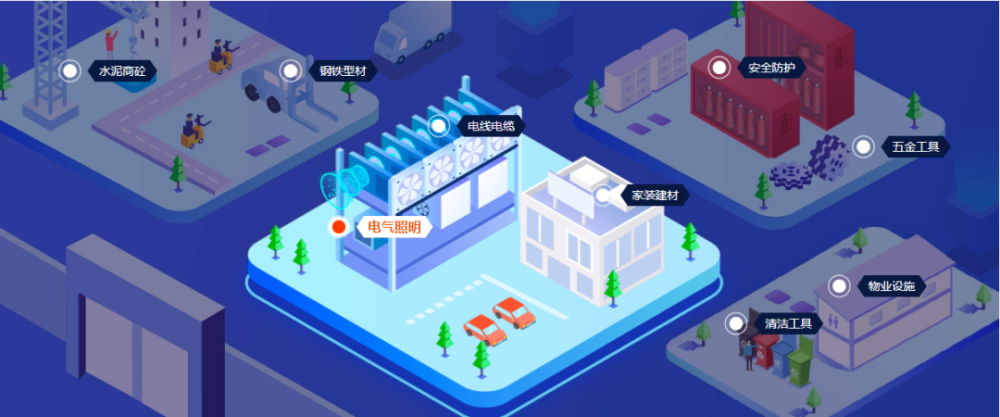 水泥商砼
钢铁型材
安全防护
电线电缆
五金工具
家装建材
电气照明
物业设施
清洁工具